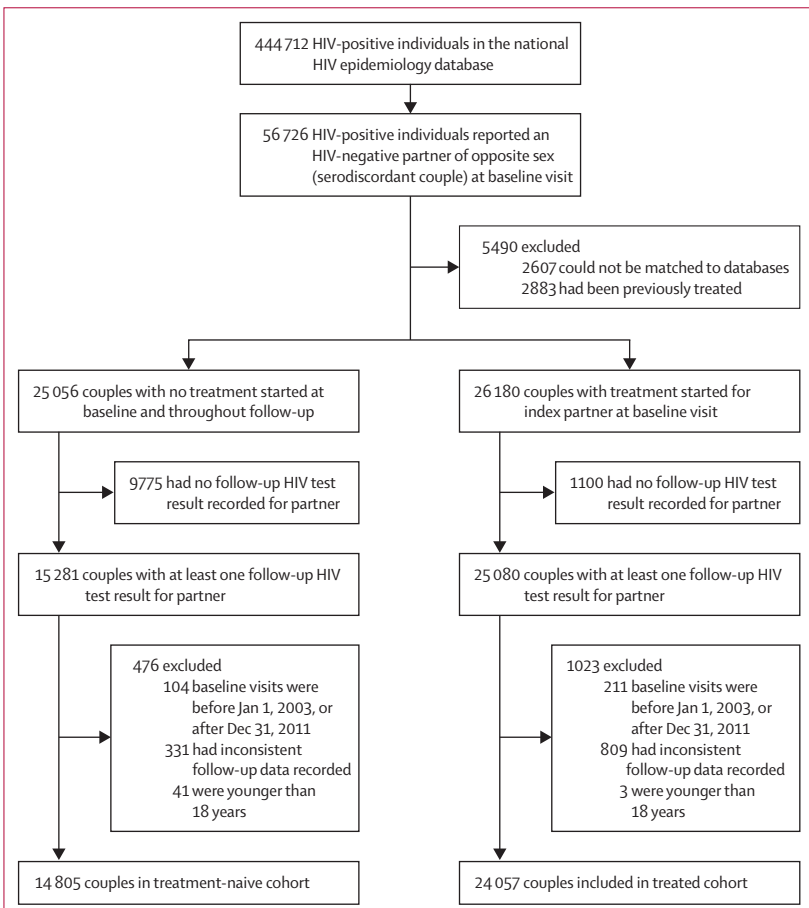 444 712 HIV-positive individuals in the national
HIV epidemiology database
56 726 HIV-positive individuals reported an
HIV-negative partner of opposite sex
(serodiscordant couple) at baseline visit
5490 excluded
2607 could not be matched to databases
2883 had been previously treated
25 056 couples with no treatment started at
baseline and throughout follow-up
26 180 couples with treatment started for
index partner at baseline visit
9775 had no follow-up HIV test
result recorded for partner
1100 had no follow-up HIV test
result recorded for partner
15 281 couples with at least one follow-up HIV
test result for partner
25 080 couples with at least one follow-up HIV
test result for partner
476 excluded
104 baseline visits were
before Jan 1, 2003, or
after Dec 31, 2011
331 had inconsistent
follow-up data recorded
41 were younger than
18 years
1023 excluded
211 baseline visits were
before Jan 1, 2003, or
after Dec 31, 2011
809 had inconsistent
follow-up data recorded
3 were younger than
18 years
14 805 couples in treatment-naive cohort
24 057 couples included in treated cohort